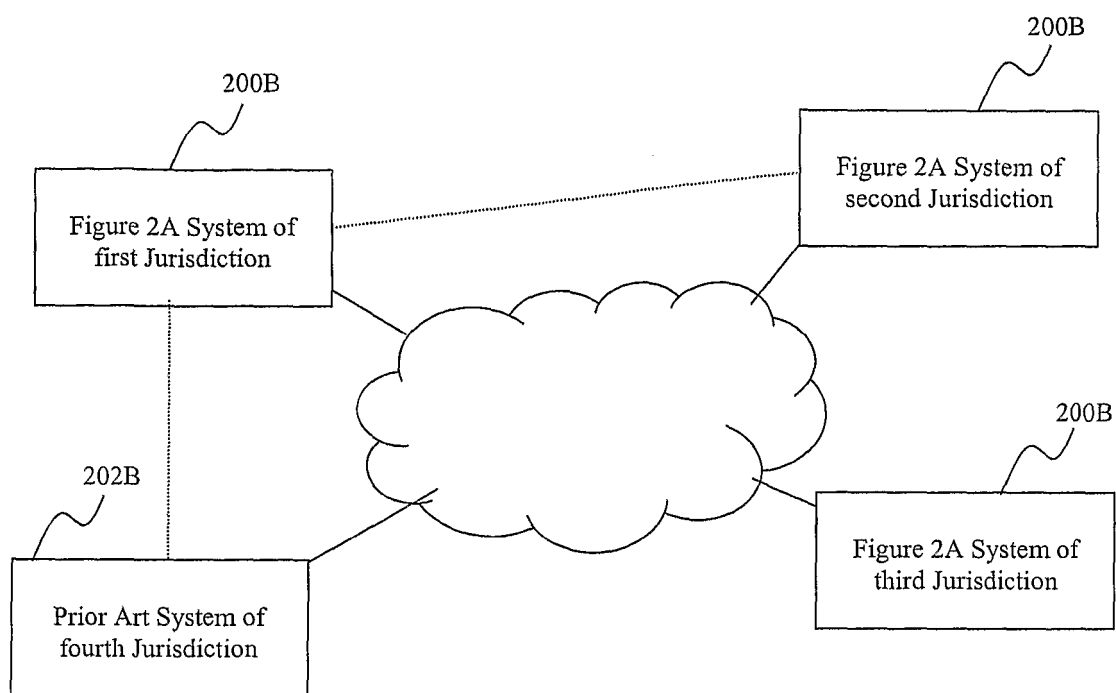 200B
200B
Figure 2A System of
second Jurisdiction
Figure 2A System of
first Jurisdiction
200B
202B
Figure 2A System of
third Jurisdiction
Prior Art System of
fourth Jurisdiction